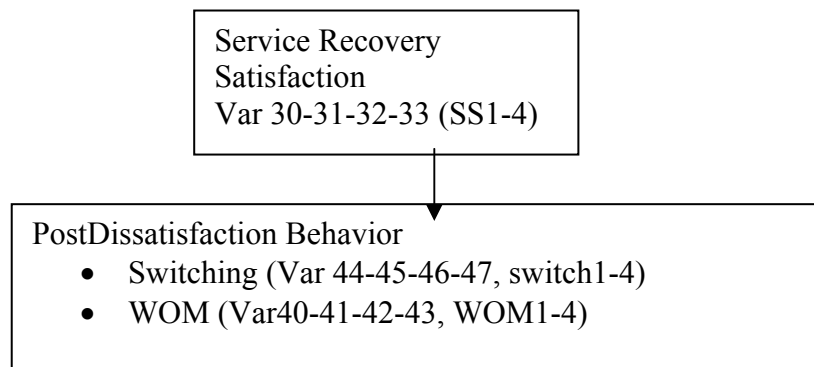 Service Recovery
Satisfaction
Var 30-31-32-33 (SS1-4)
PostDissatisfaction Behavior
• Switching (Var 44-45-46-47, switch1-4)
• WOM (Var40-41-42-43, WOM1-4)